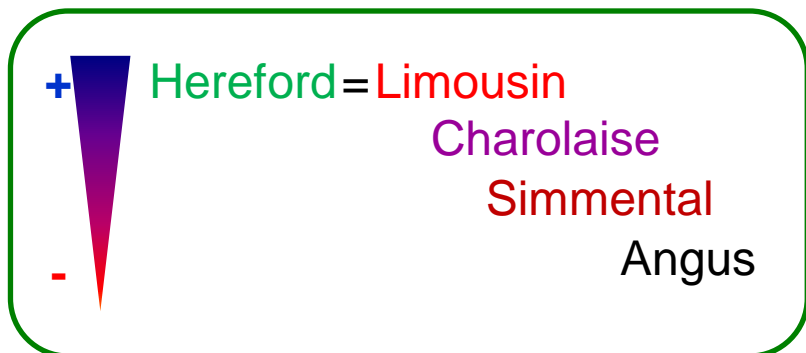 + Hereford=Limousin
Charolaise
Simmental
- Angus